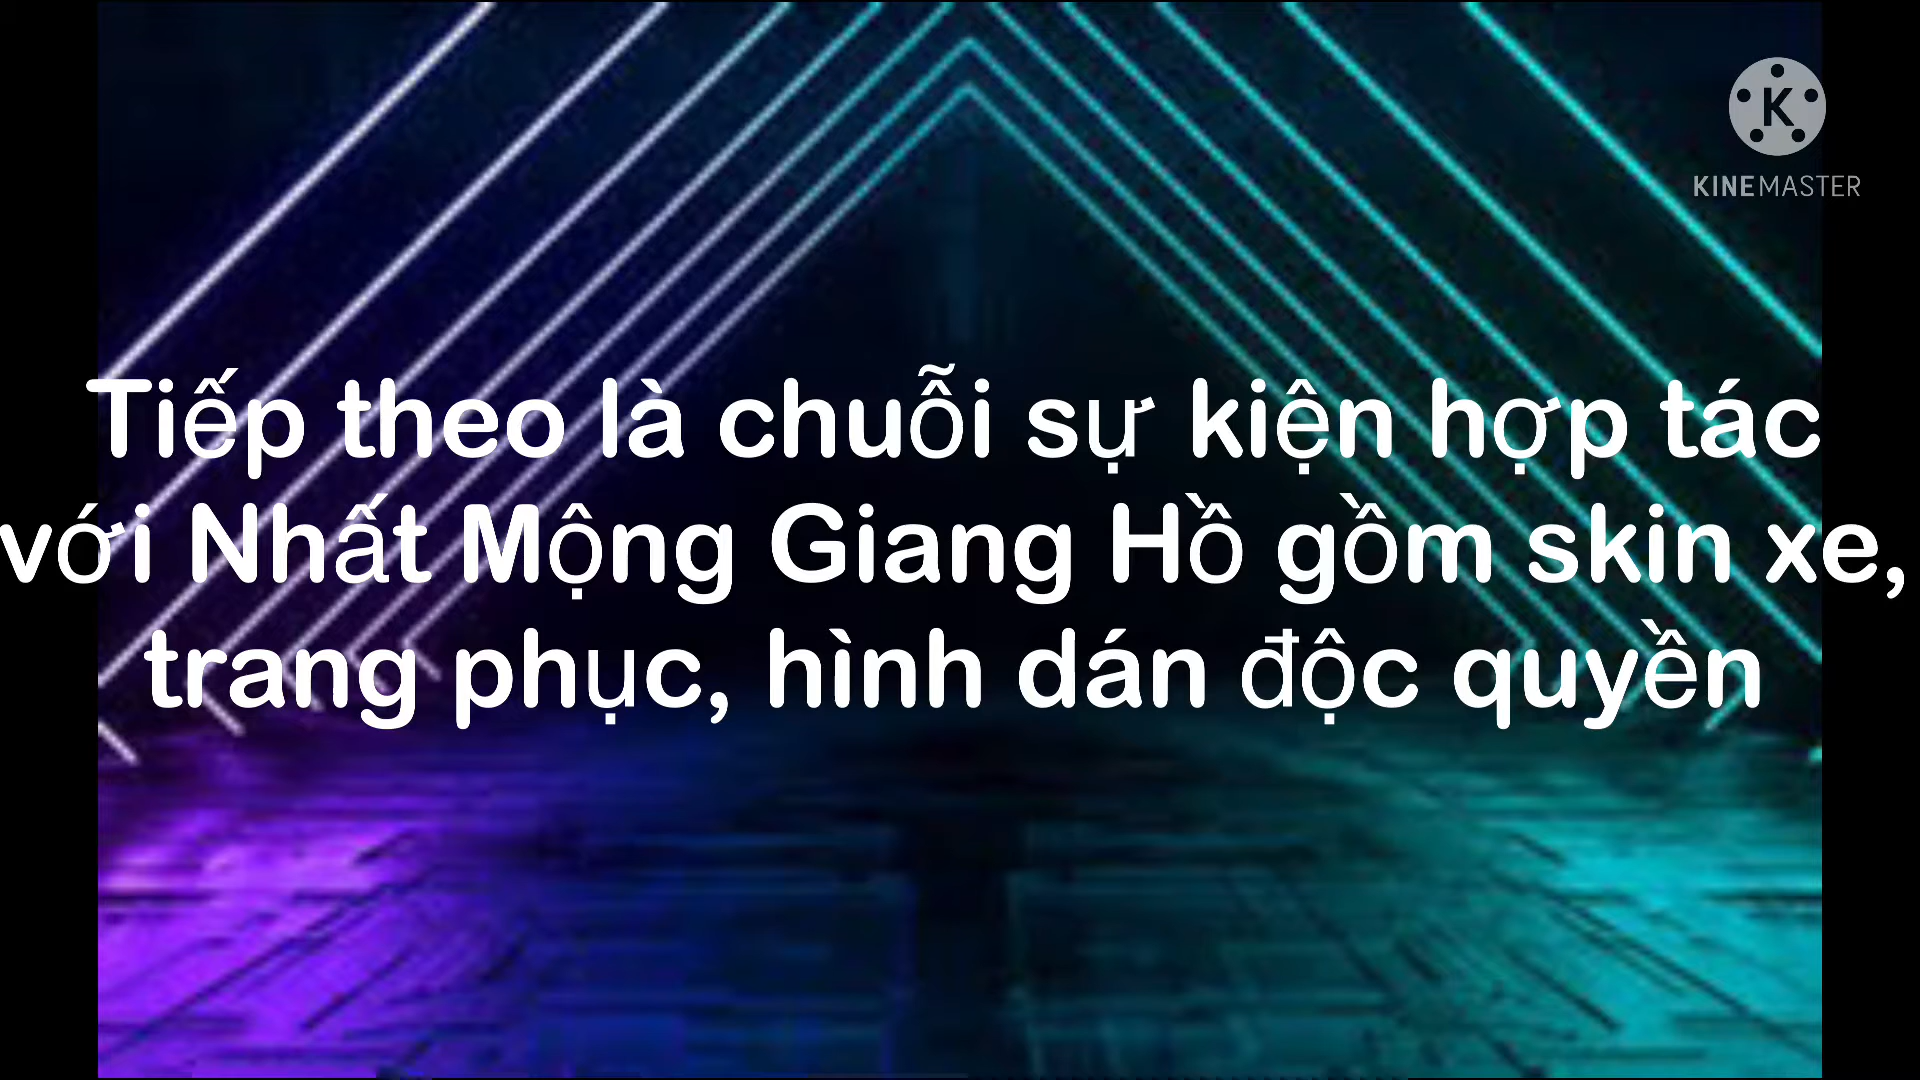 K
KINEMASTER
Tiếp theo là chuỗi sự kiện hợp tác
với Nhất Mộng Giang Hồ gồm skin xe,
trang phục, hình dán độc quyền